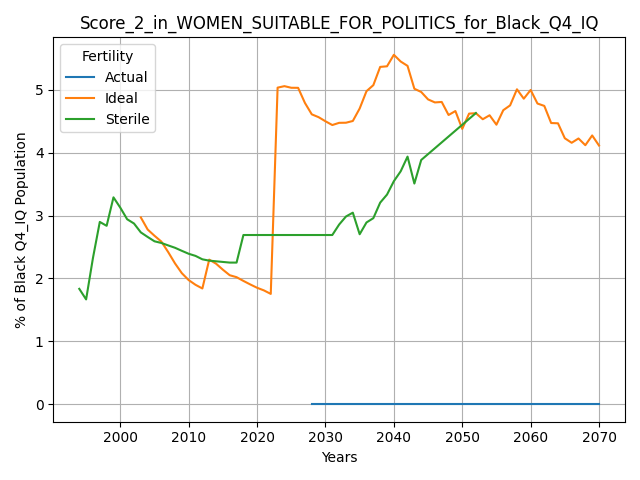 Score_2_in_WOMEN_SUITABLE_FOR_POLITICS_for_Black_Q4_IQ
Fertility
Actual
Ideal
Sterile
% of Black Q4_IQ Population
5
4
3
2
1
0
2000 2010 2020 2030 2040 2050 2060 2070
Years